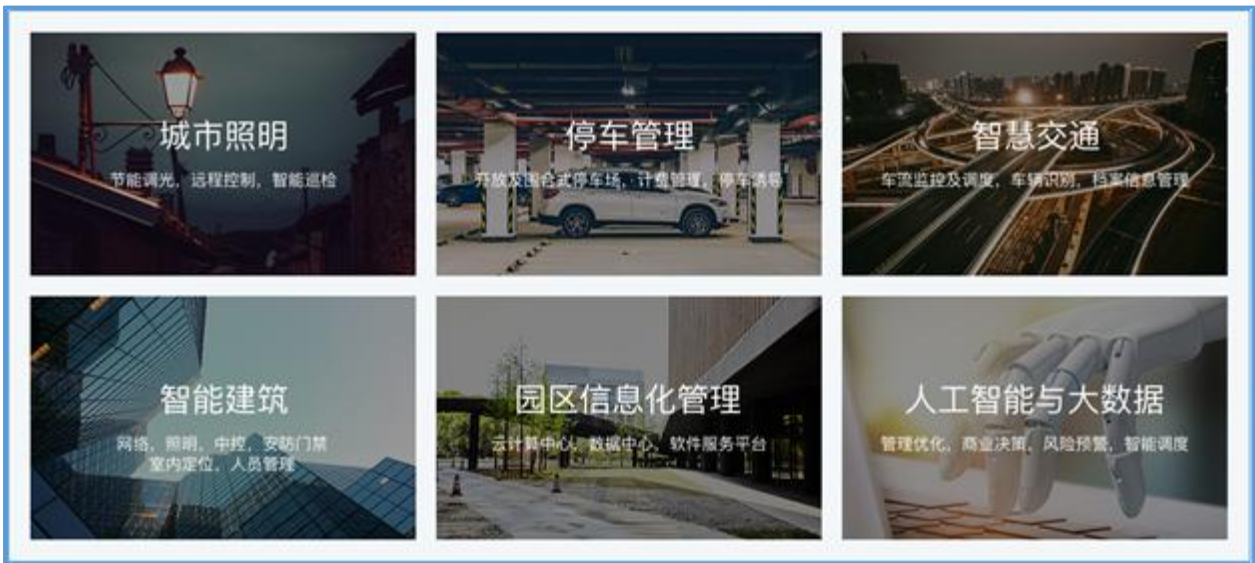 城市照明
节能调光，远程控制，智能巡检
停车管理
开放及围合式停车场，计费管理，停车诱导
智慧交通
车流监控及调度，车辆识别，档案信息管理
智能建筑
网络，照明，中控，安防门禁
室内定位，人员管理
园区信息化管理
云计算中心，数据中心，软件服务平台
人工智能与大数据
管理优化，商业决策，风险预警，智能调度